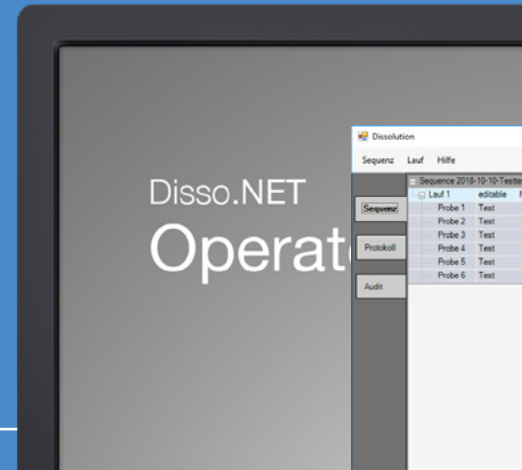 Disso.NET
Operat
Dissolution
Sequenz Lauf Hilfe
Sequence 2018-10-10-Testte
Lauf 1 editable
Probe 1 Test
Probe 2 Test
Probe 3 Test
Probe 4 Test
Probe 5 Test
Probe 6 Test
Sequenz
Protokoll
Audit